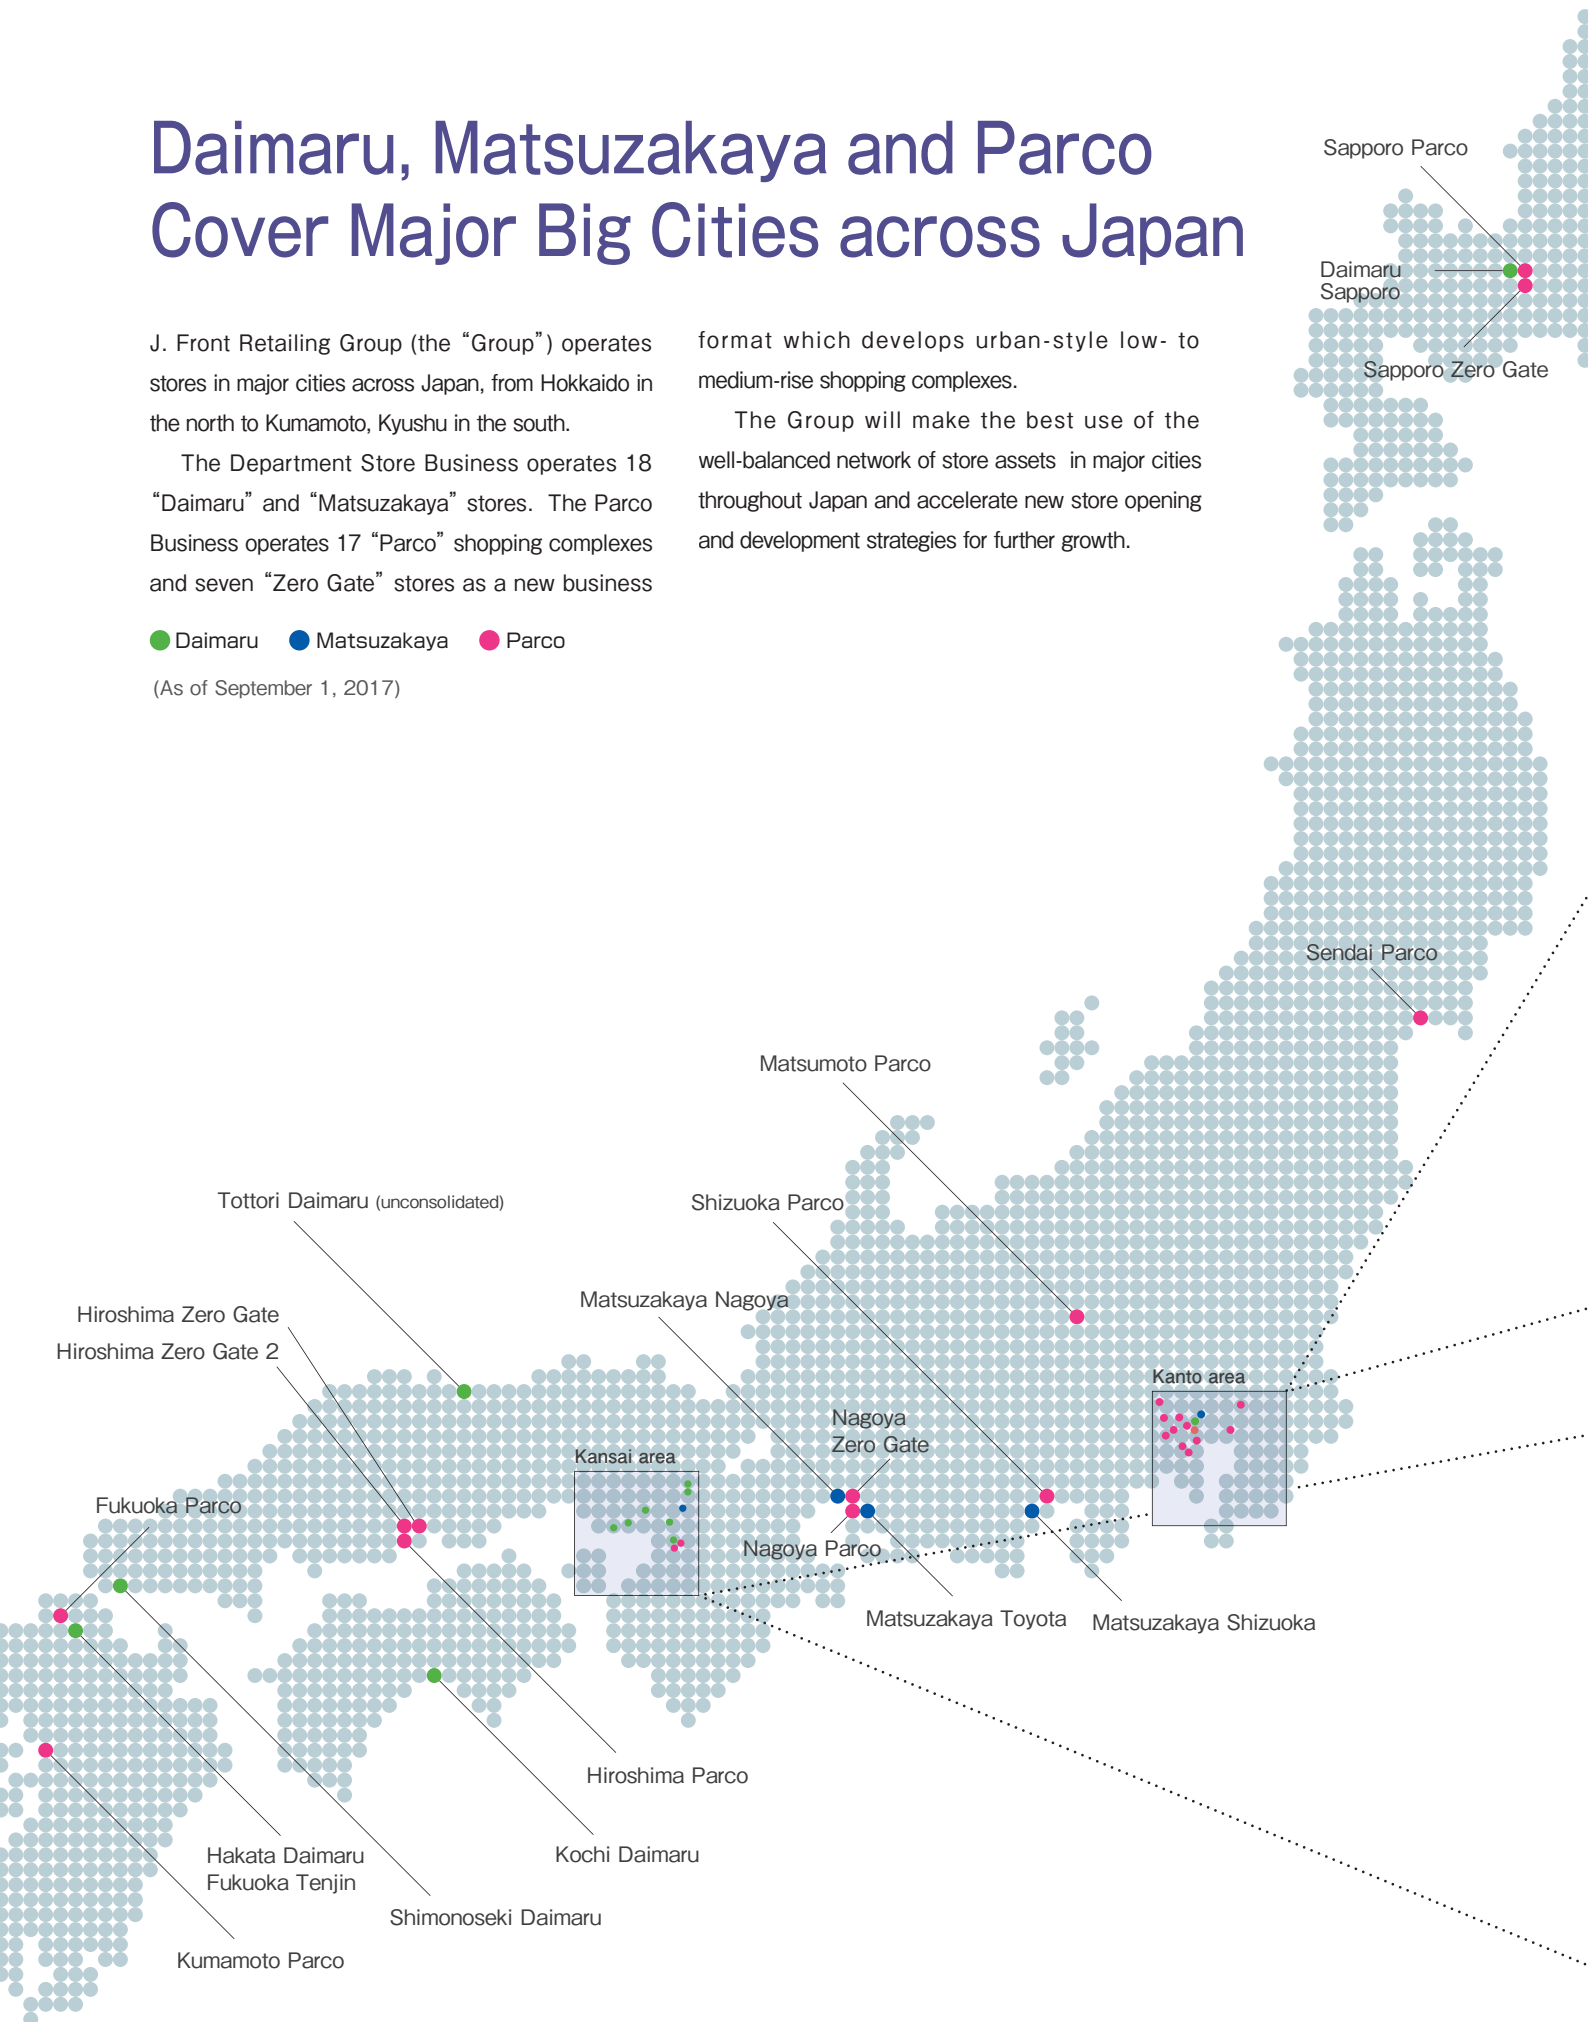 Daimaru, Matsuzakaya and Parco
Cover Major Big Cities across Japan
J. Front Retailing Group (the “Group”) operates
stores in major cities across Japan, from Hokkaido in
the north to Kumamoto, Kyushu in the south.
The Department Store Business operates 18
“Daimaru” and “Matsuzakaya” stores. The Parco
Business operates 17 “Parco” shopping complexes
and seven “Zero Gate” stores as a new business
format which develops urban-style low- to
medium-rise shopping complexes.
The Group will make the best use of the
well-balanced network of store assets in major cities
throughout Japan and accelerate new store opening
and development strategies for further growth.
Daimaru Matsuzakaya Parco
(As of September 1, 2017)
Sapporo Parco
Daimaru
Sapporo
Sapporo Zero Gate
Sendai Parco
Matsumoto Parco
Tottori Daimaru (unconsolidated)
Shizuoka Parco
Matsuzakaya Nagoya
Hiroshima Zero Gate
Hiroshima Zero Gate 2
Kanto area
Nagoya
Zero Gate
Kansai area
Fukuoka Parco
Nagoya Parco
Matsuzakaya Toyota
Matsuzakaya Shizuoka
Hiroshima Parco
Kochi Daimaru
Hakata Daimaru
Fukuoka Tenjin
Shimonoseki Daimaru
Kumamoto Parco